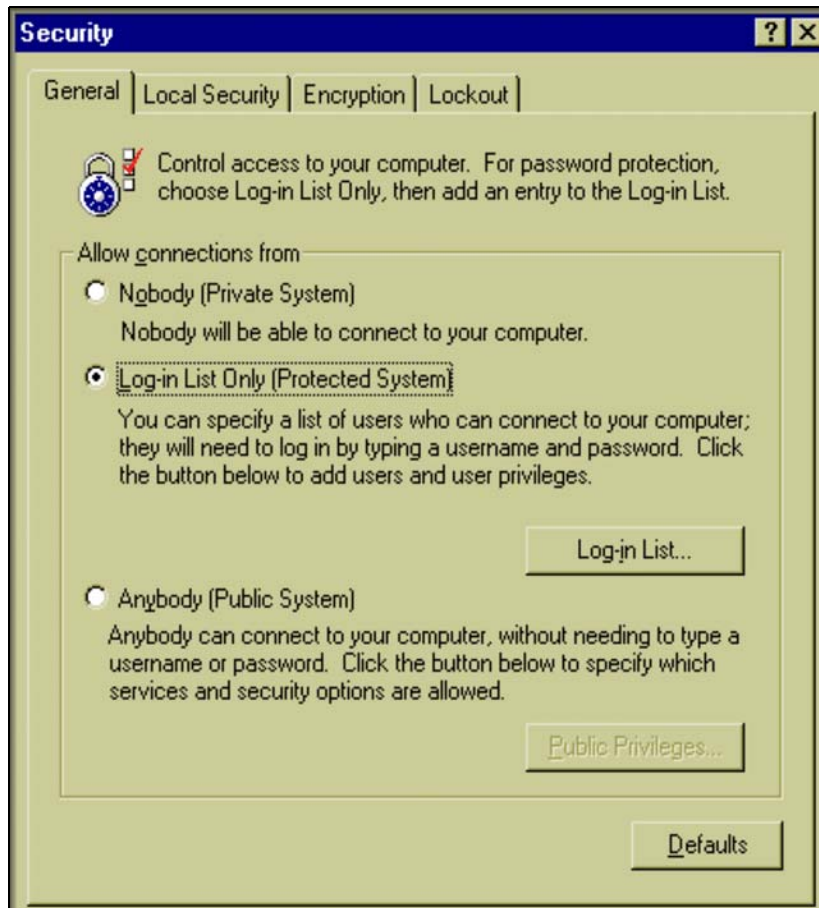 Security
General Local Security Encryption Lockout
Control access to your computer. For password protection,
choose Log-in List Only, then add an entry to the Log-in List.
Allow connections from
Nobody (Private System)
Nobody will be able to connect to your computer.
Log-in List Only (Protected System)
You can specify a list of users who can connect to your computer;
they will need to log in by typing a username and password. Click
the button below to add users and user privileges.
Log-in List...
Anybody (Public System)
Anybody can connect to your computer, without needing to type a
username or password. Click the button below to specify which
services and security options are allowed.
Public Privileges...
Defaults